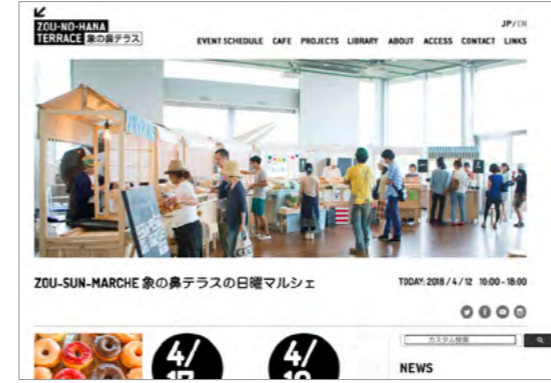 ZOU-NO-HANA
TERRACE 象の鼻テラス
JP/EN
EVENT SCHEDULE CAFE PROJECTS LIBRARY ABOUT ACCESS CONTACT LINKS
ZOU-SUN-MARCHE 象の鼻テラスの日曜マルシェ
TODAY: 2018/4/12 10:00-18:00
カスタム検索
4/
4/
NEWS